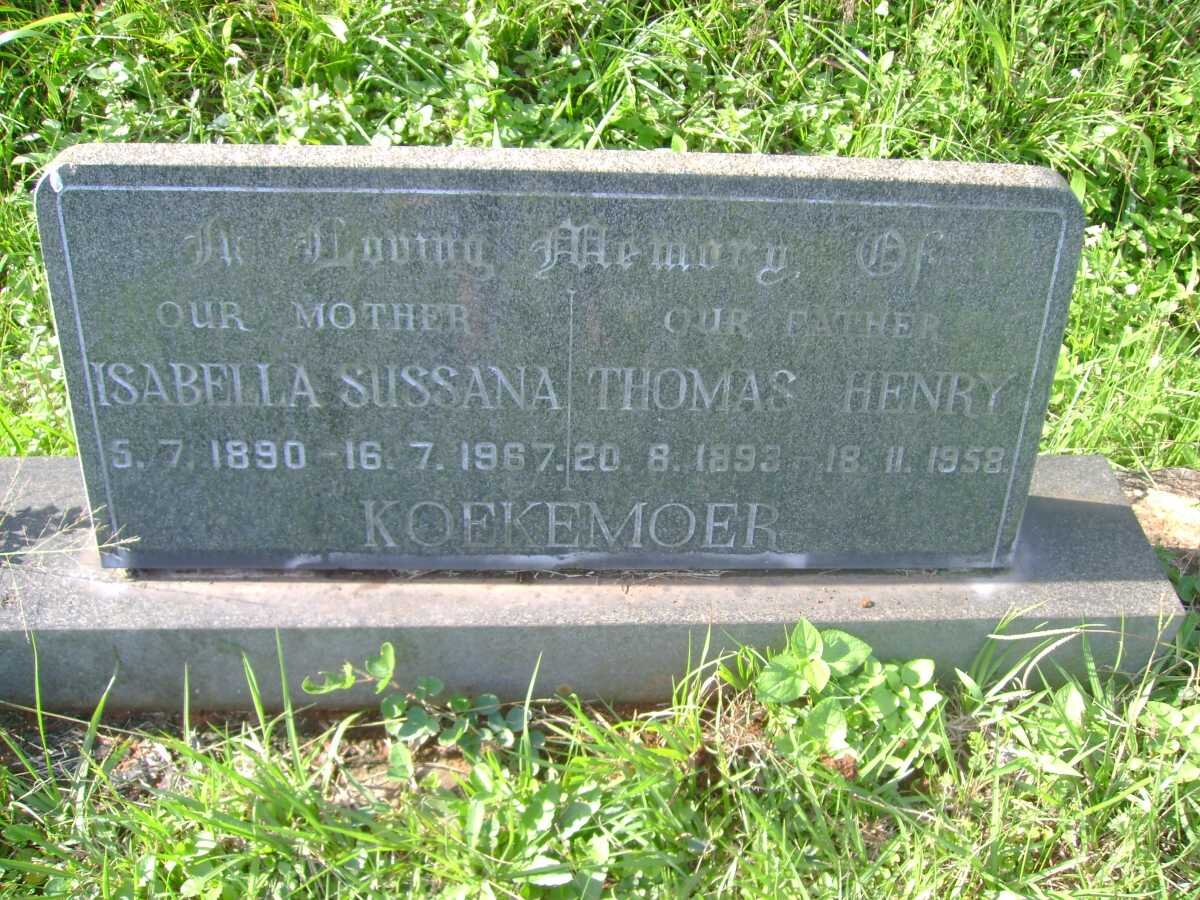 In Loving Memory Of
OUR MOTHER OUR FATHER
ISABELLA SUSSANA THOMAS HENRY
5.7.1890 - 16.7.1967. 20.8.1893 18.11.1958.
KOEKEMOER